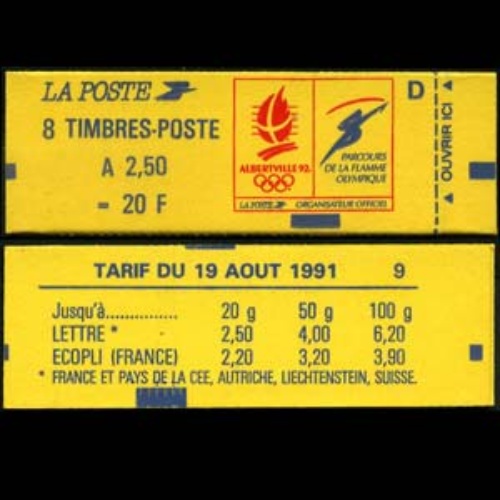 LA POSTE
8 TIMBRES-POSTE
A 2,50
= 20 F
ALBERTVILLE 92
PARCOURS
DE LA FLAMME
OLYMPIQUE
LA POSTE ORGANISATEUR OFFICIEL
D
OUVRIR ICI
TARIF DU 19 AOUT 1991 9
Jusqu'à............... 20 g 50 g 100 g
LETTRE * 2,50 4,00 6,20
ECOPLI (FRANCE) 2,20 3,20 3,90
* FRANCE ET PAYS DE LA CEE, AUTRICHE, LIECHTENSTEIN, SUISSE.